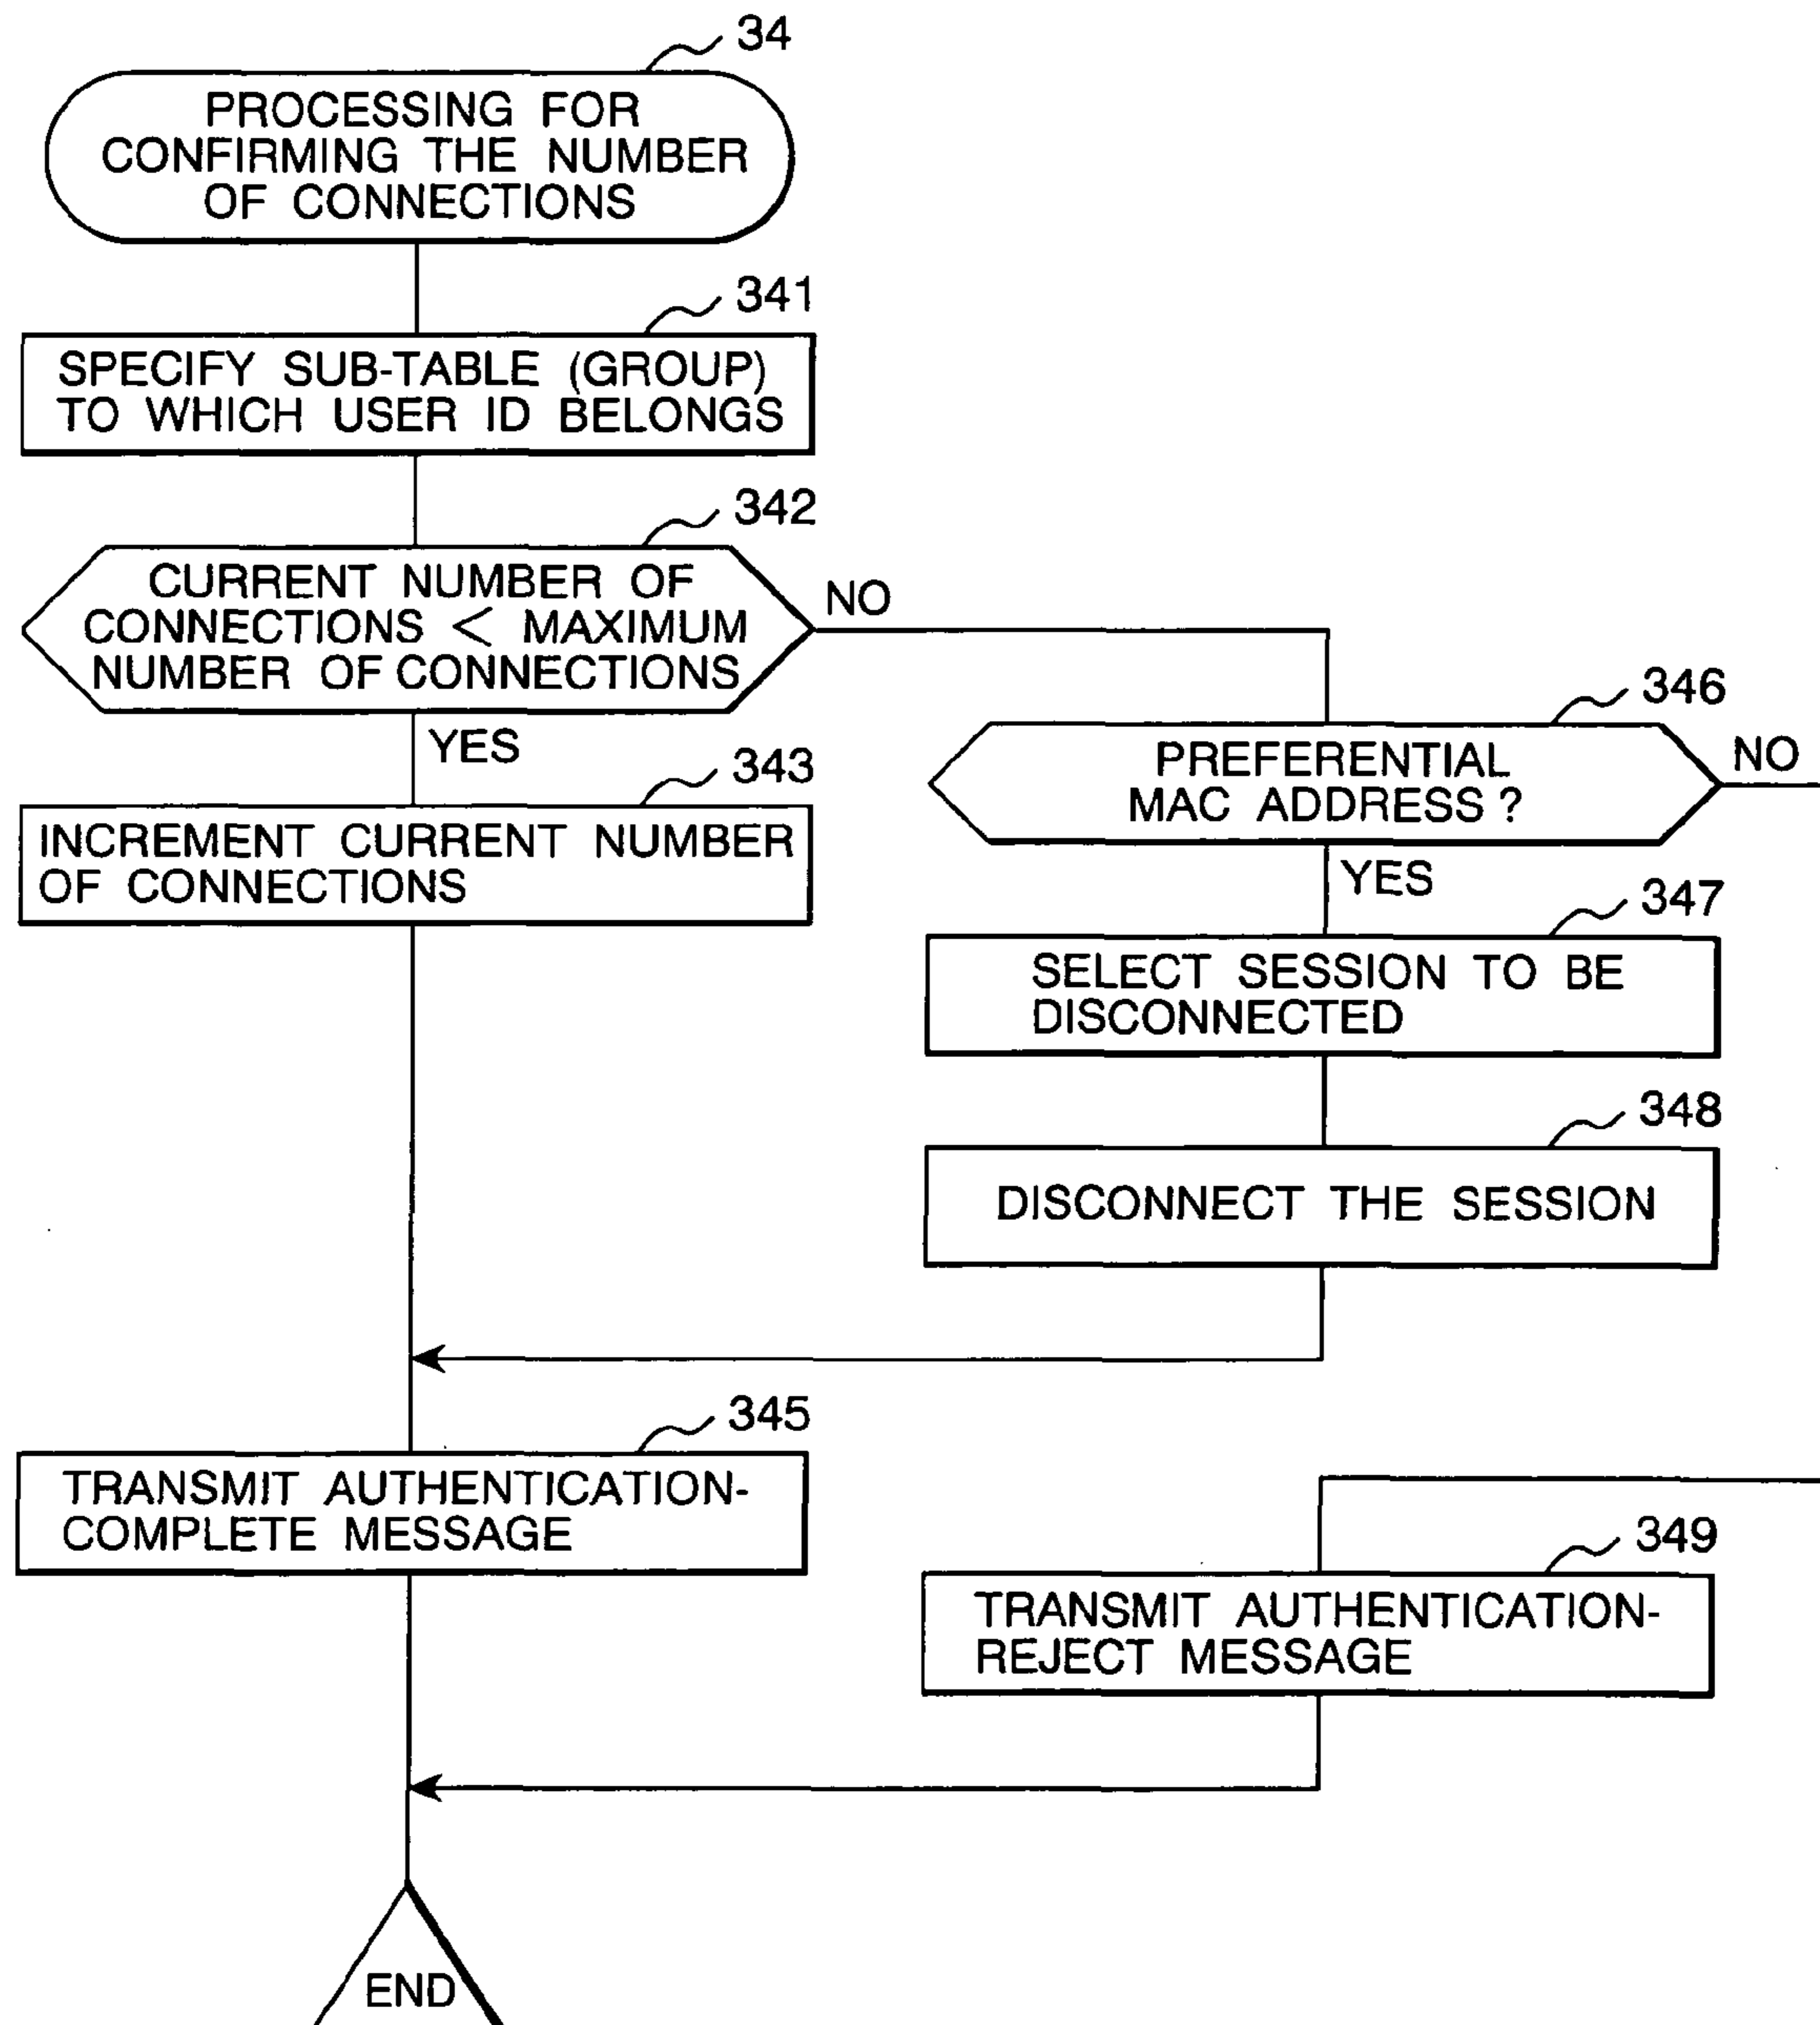 34
PROCESSING FOR
CONFIRMING THE NUMBER
OF CONNECTIONS
341
SPECIFY SUB-TABLE (GROUP)
TO WHICH USER ID BELONGS
342
CURRENT NUMBER OF
CONNECTIONS < MAXIMUM
NUMBER OF CONNECTIONS
NO
YES
343
INCREMENT CURRENT NUMBER
OF CONNECTIONS
346
PREFERENTIAL
MAC ADDRESS ?
NO
YES
347
SELECT SESSION TO BE
DISCONNECTED
348
DISCONNECT THE SESSION
345
TRANSMIT AUTHENTICATION-
COMPLETE MESSAGE
349
TRANSMIT AUTHENTICATION-
REJECT MESSAGE
END